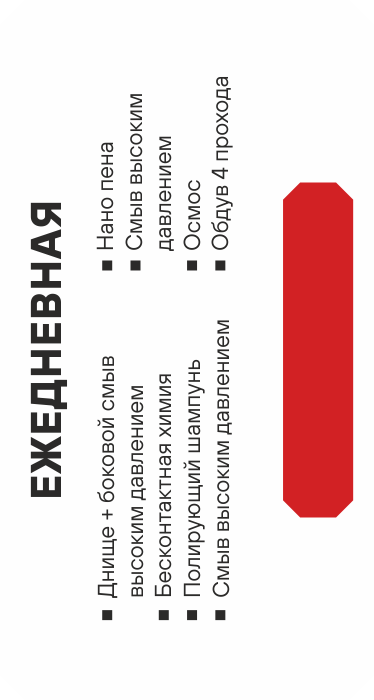 ЕЖЕДНЕВНАЯ
▪ Днище + боковой смыв
высоким давлением
▪ Бесконтактная химия
▪ Полирующий шампунь
▪ Смыв высоким давлением
▪ Нано пена
▪ Смыв высоким
давлением
▪ Осмос
▪ Обдув 4 прохода